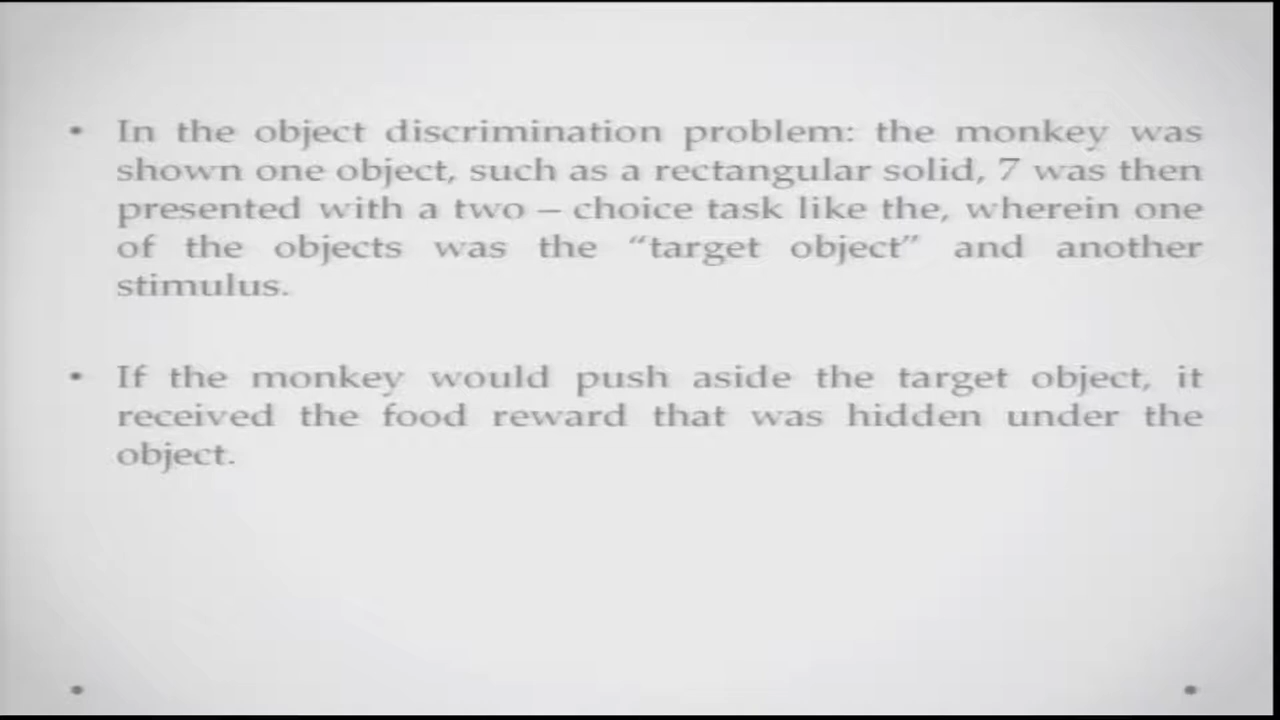 • In the object discrimination problem: the monkey was
shown one object, such as a rectangular solid, 7 was then
presented with a two – choice task like the, wherein one
of the objects was the “target object” and another
stimulus.
• If the monkey would push aside the target object, it
received the food reward that was hidden under the
object.